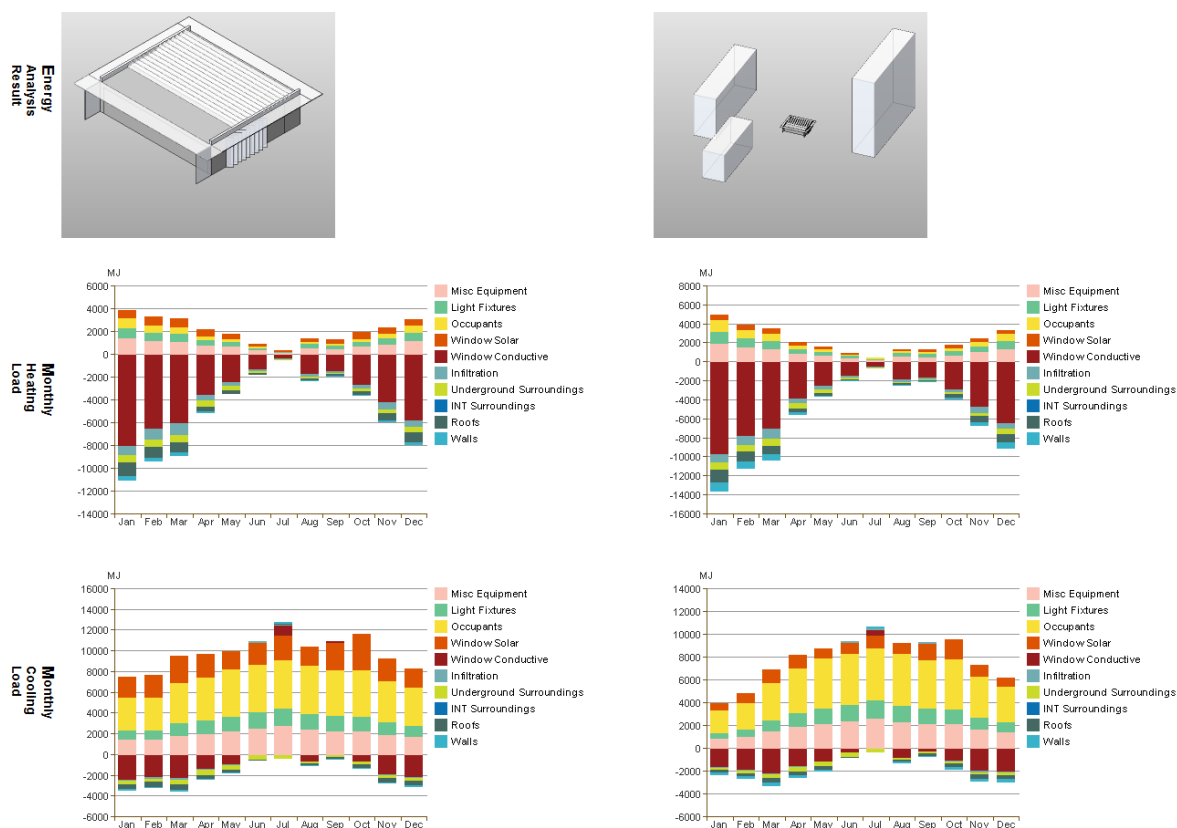 Energy
Analysis
Result
Monthly
Heating
Load
MJ
6000
4000
2000
0
-2000
-4000
-6000
-8000
-10000
-12000
-14000
Jan Feb Mar Apr May Jun Jul Aug Sep Oct Nov Dec
Misc Equipment
Light Fixtures
Occupants
Window Solar
Window Conductive
Infiltration
Underground Surroundings
INT Surroundings
Roofs
Walls
MJ
8000
6000
4000
2000
0
-2000
-4000
-6000
-8000
-10000
-12000
-14000
-16000
Jan Feb Mar Apr May Jun Jul Aug Sep Oct Nov Dec
Misc Equipment
Light Fixtures
Occupants
Window Solar
Window Conductive
Infiltration
Underground Surroundings
INT Surroundings
Roofs
Walls
Monthly
Cooling
Load
MJ
16000
14000
12000
10000
8000
6000
4000
2000
0
-2000
-4000
-6000
Jan Feb Mar Apr May Jun Jul Aug Sep Oct Nov Dec
Misc Equipment
Light Fixtures
Occupants
Window Solar
Window Conductive
Infiltration
Underground Surroundings
INT Surroundings
Roofs
Walls
MJ
14000
12000
10000
8000
6000
4000
2000
0
-2000
-4000
-6000
Jan Feb Mar Apr May Jun Jul Aug Sep Oct Nov Dec
Misc Equipment
Light Fixtures
Occupants
Window Solar
Window Conductive
Infiltration
Underground Surroundings
INT Surroundings
Roofs
Walls